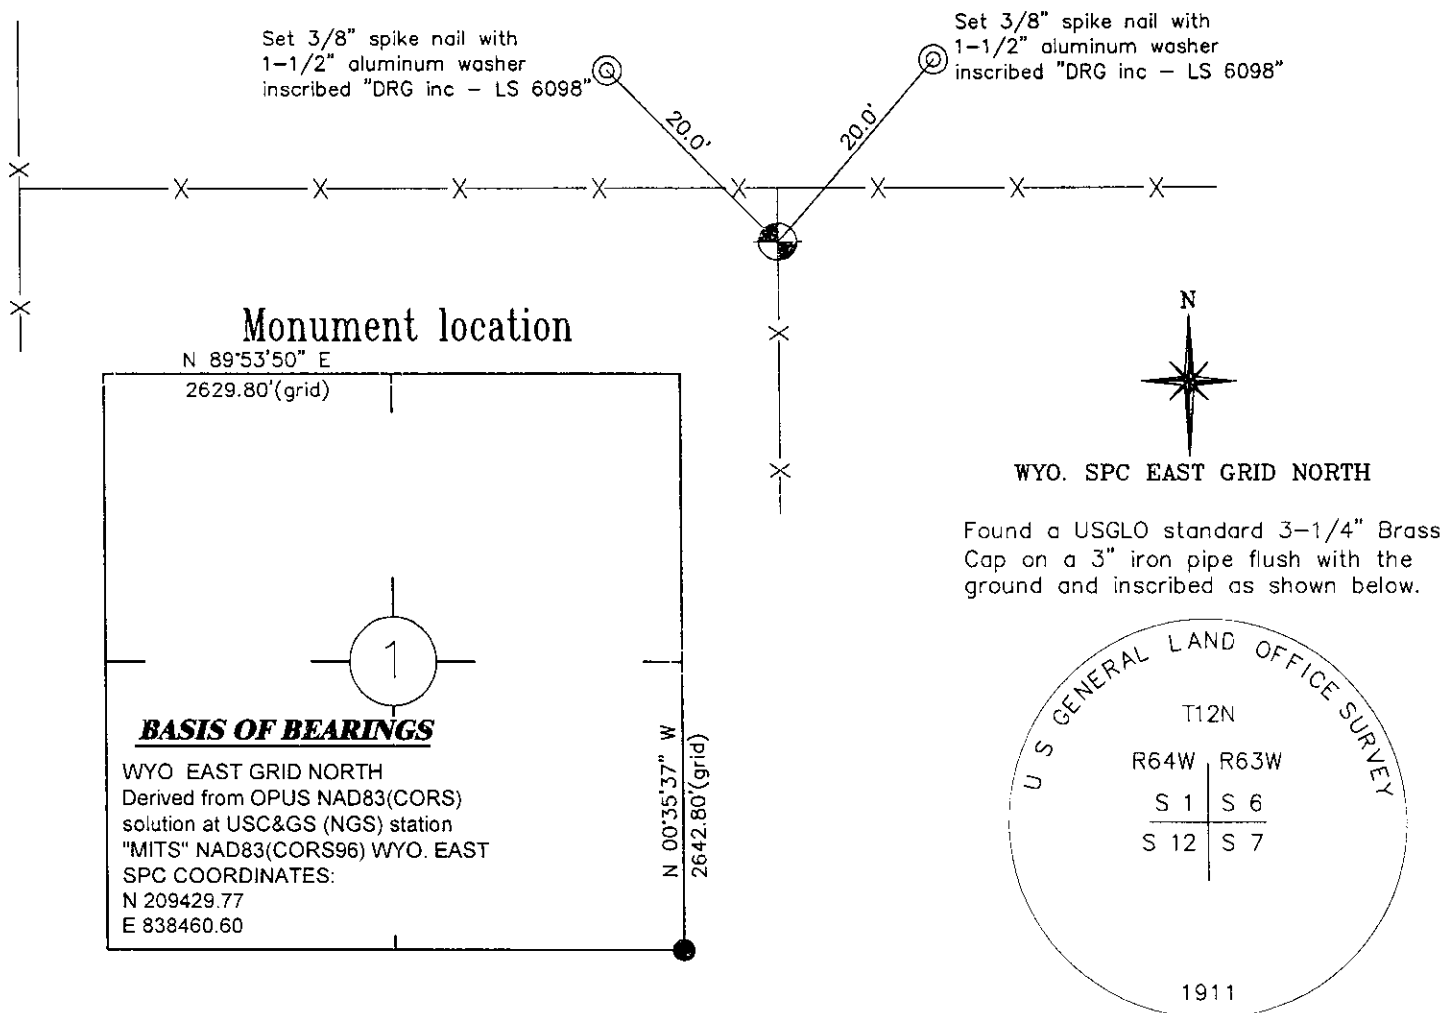 Set 3/8" spike nail with
1-1/2" aluminum washer
inscribed "DRG inc - LS 6098"
Set 3/8" spike nail with
1-1/2" aluminum washer
inscribed "DRG inc - LS 6098"
20.0'
20.0'
Monument location
N 89°53'50" E
2629.80'(grid)
N
WYO. SPC EAST GRID NORTH
Found a USGLO standard 3-1/4" Brass
Cap on a 3" iron pipe flush with the
ground and inscribed as shown below.
1
BASIS OF BEARINGS
WYO EAST GRID NORTH
Derived from OPUS NAD83(CORS)
solution at USC&GS (NGS) station
"MITS" NAD83(CORS96) WYO. EAST
SPC COORDINATES:
N 209429.77
E 838460.60
N 00°35'37" W
2642.80'(grid)
U S GENERAL LAND OFFICE SURVEY
T12N
R64W R63W
S 1 S 6
S 12 S 7
1911